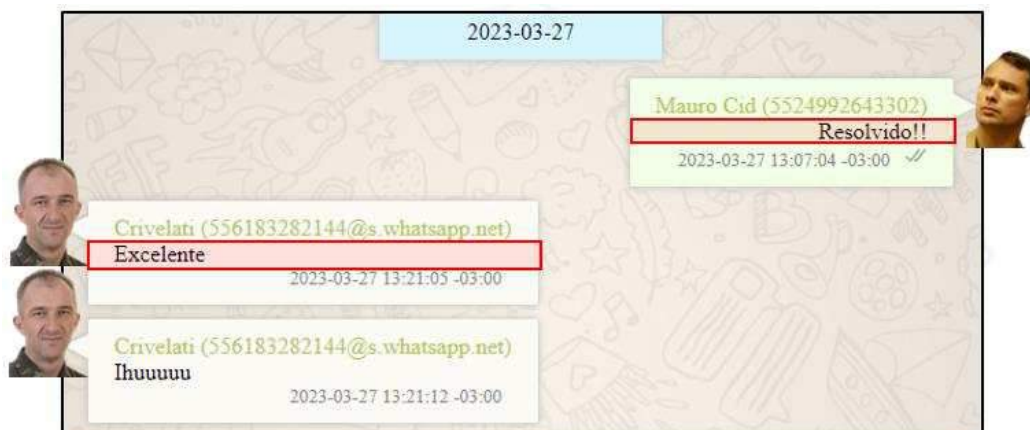 2023-03-27
Mauro Cid (5524992643302)
Resolvido!!
2023-03-27 13:07:04 -03:00
Crivelati (556183282144@s.whatsapp.net)
Excelente
2023-03-27 13:21:05 -03:00
Crivelati (556183282144@s.whatsapp.net)
Ihuuuuu
2023-03-27 13:21:12 -03:00